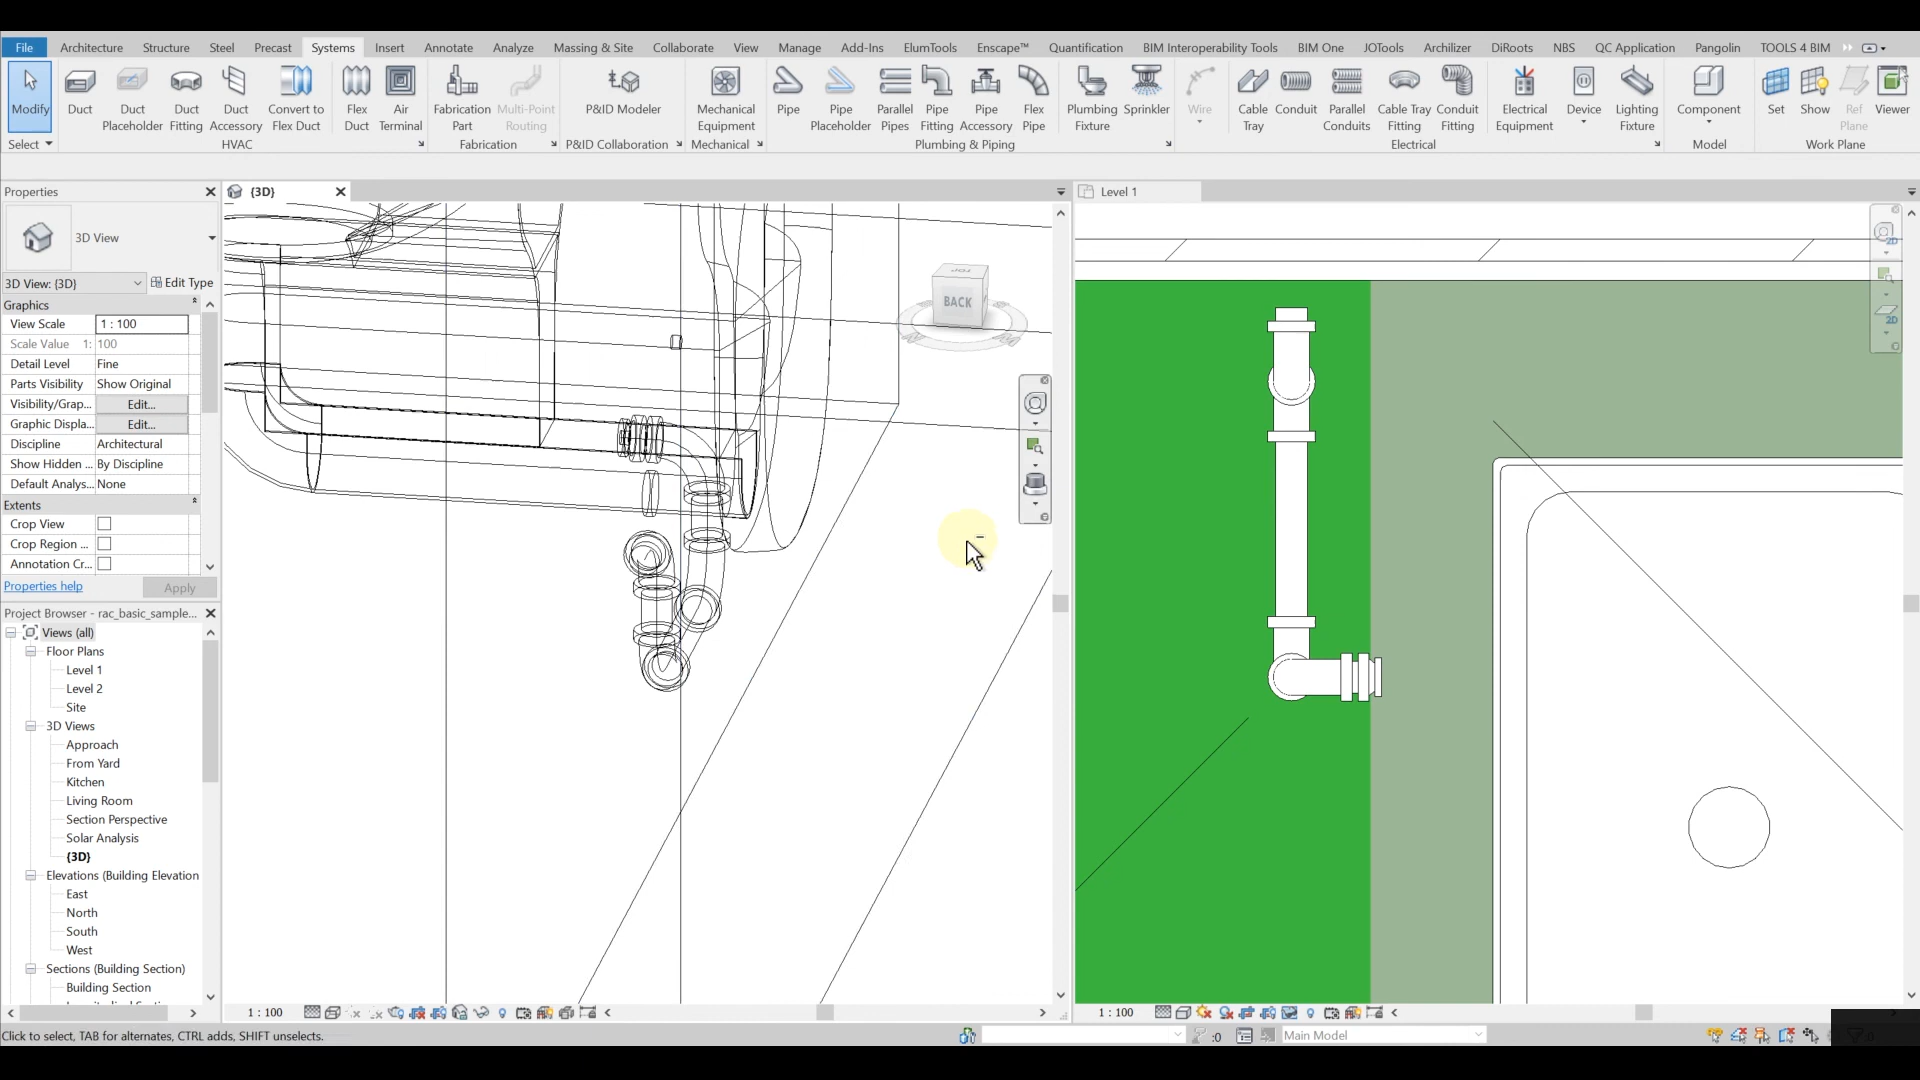 File Architecture Structure Steel Precast Systems Insert Annotate Analyze Massing & Site Collaborate View Manage Add-Ins ElumTools Enscape™ Quantification BIM Interoperability Tools BIM One JOTools Archilizer DiRoots NBS QC Application Pangolin TOOLS 4 BIM
Modify
Duct
Duct Placeholder
Duct Fitting
Duct Accessory
Convert to Flex Duct
Flex Duct
Air Terminal
Fabrication Part
Multi-Point Routing
P&ID Modeler
Mechanical Equipment
Pipe
Pipe Placeholder
Parallel Pipes
Pipe Fitting
Pipe Accessory
Flex Pipe
Plumbing Fixture
Sprinkler
Wire
Cable Tray
Conduit
Parallel Conduits
Cable Tray Fitting
Conduit Fitting
Electrical Equipment
Device
Lighting Fixture
Component
Set
Show
Ref Plane
Viewer
Select HVAC Fabrication P&ID Collaboration Mechanical Plumbing & Piping Electrical Model Work Plane
Properties
3D View
3D View: {3D} Edit Type
Graphics
View Scale 1 : 100
Scale Value 1: 100
Detail Level Fine
Parts Visibility Show Original
Visibility/Grap... Edit...
Graphic Displa... Edit...
Discipline Architectural
Show Hidden ... By Discipline
Default Analys... None
Extents
Crop View
Crop Region ...
Annotation Cr...
Properties help Apply
Project Browser - rac_basic_sample...
Views (all)
Floor Plans
Level 1
Level 2
Site
3D Views
Approach
From Yard
Kitchen
Living Room
Section Perspective
Solar Analysis
{3D}
Elevations (Building Elevation
East
North
South
West
Sections (Building Section)
Building Section
{3D}
TOP
BACK
1 : 100
Level 1
2D
2D
1 : 100
Click to select, TAB for alternates, CTRL adds, SHIFT unselects.
:0
Main Model